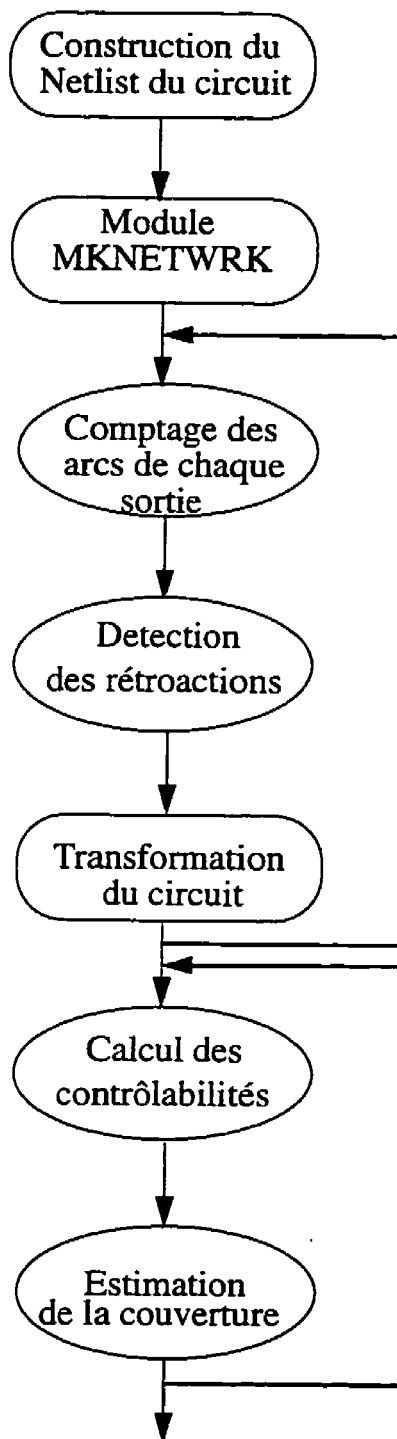 Construction du
Netlist du circuit
Module
MKNETWRK
Comptage des
arcs de chaque
sortie
Detection
des rétroactions
Transformation
du circuit
Calcul des
contrôlabilités
Estimation
de la couverture